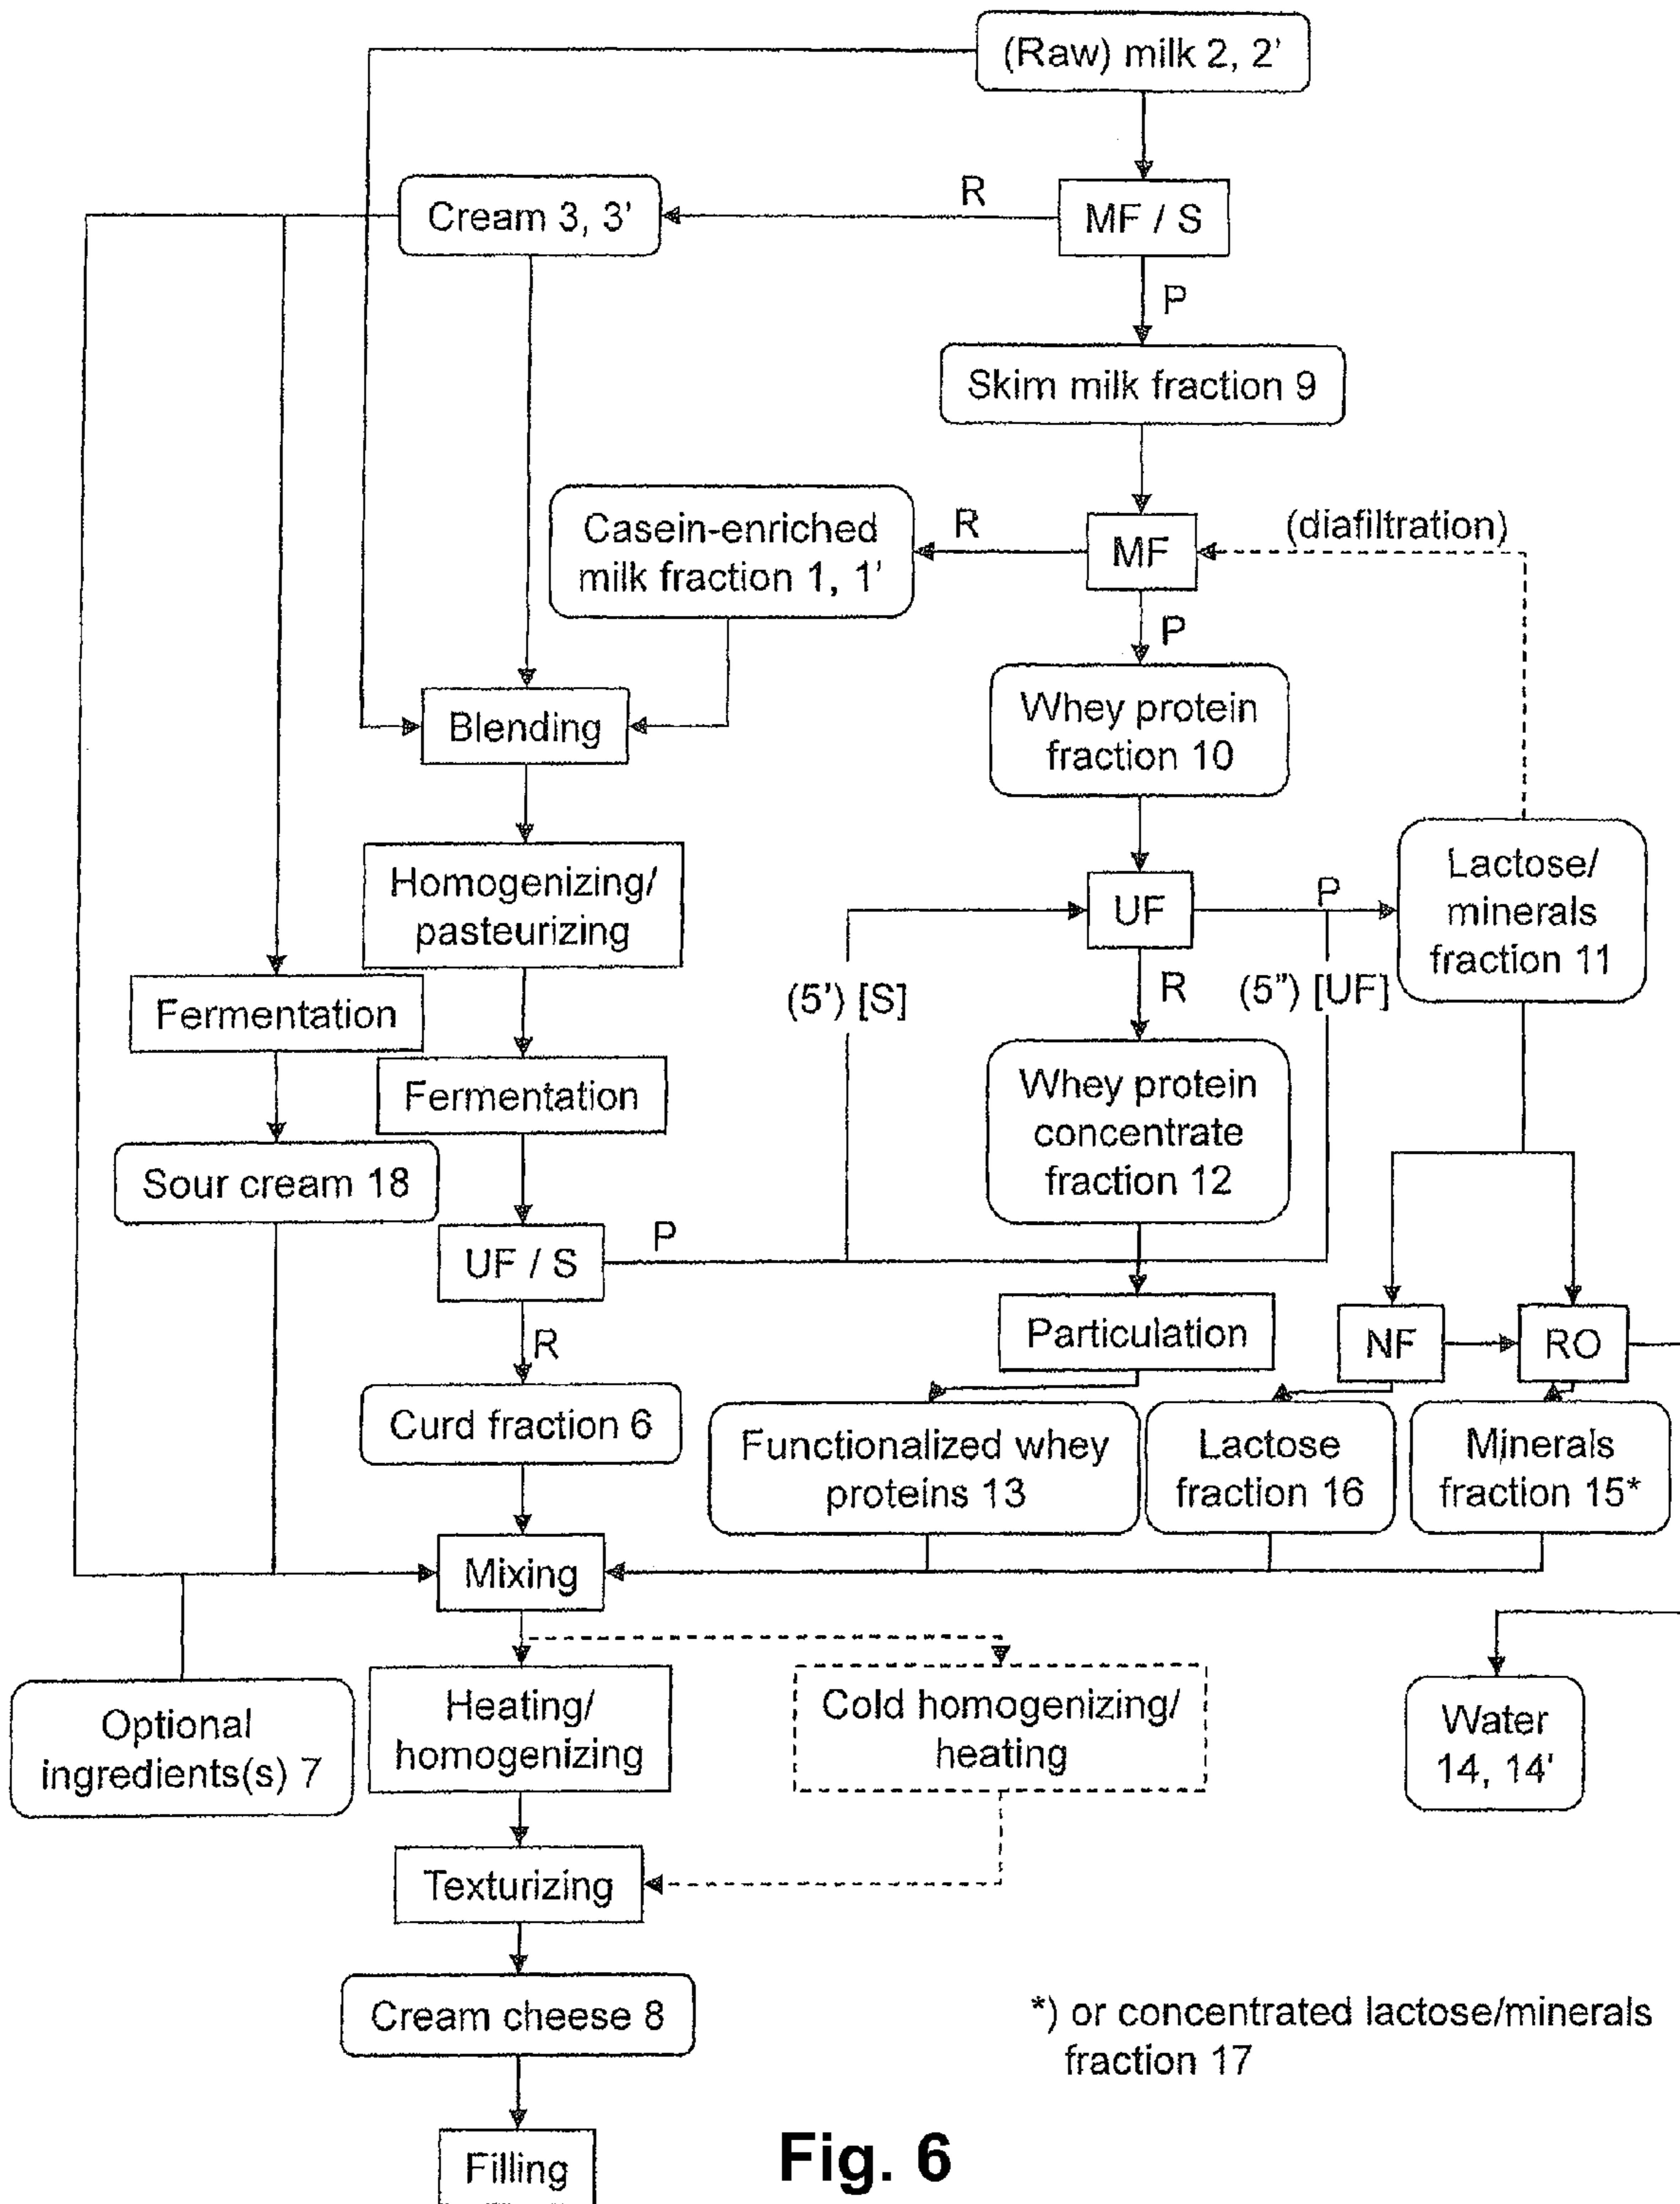 (Raw) milk 2, 2'
Cream 3, 3'
R
MF / S
P
Skim milk fraction 9
Casein-enriched
milk fraction 1, 1'
R
MF
(diafiltration)
P
Whey protein
fraction 10
Blending
Homogenizing/
pasteurizing
UF
P
Lactose/
minerals
fraction 11
Fermentation
(5') [S]
R
(5") [UF]
Fermentation
Whey protein
concentrate
fraction 12
Sour cream 18
UF / S
P
R
Particulation
NF
RO
Curd fraction 6
Functionalized whey
proteins 13
Lactose
fraction 16
Minerals
fraction 15*
Mixing
Optional
ingredients(s) 7
Heating/
homogenizing
Cold homogenizing/
heating
Water
14, 14'
Texturizing
Cream cheese 8
*) or concentrated lactose/minerals
fraction 17
Filling
Fig. 6